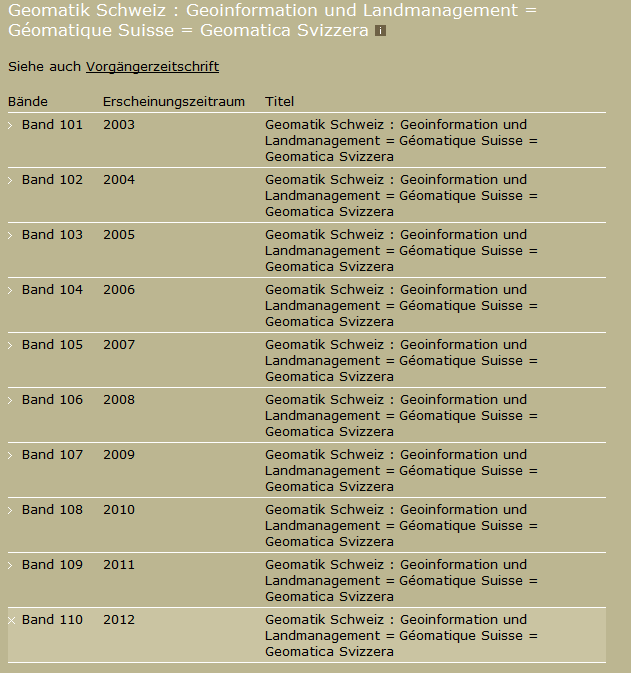 Geomatik Schweiz : Geoinformation und Landmanagement =
Géomatique Suisse = Geomatica Svizzera i
Siehe auch Vorgängerzeitschrift
Bände Erscheinungszeitraum Titel
Band 101 2003 Geomatik Schweiz : Geoinformation und
Landmanagement = Géomatique Suisse =
Geomatica Svizzera
Band 102 2004 Geomatik Schweiz : Geoinformation und
Landmanagement = Géomatique Suisse =
Geomatica Svizzera
Band 103 2005 Geomatik Schweiz : Geoinformation und
Landmanagement = Géomatique Suisse =
Geomatica Svizzera
Band 104 2006 Geomatik Schweiz : Geoinformation und
Landmanagement = Géomatique Suisse =
Geomatica Svizzera
Band 105 2007 Geomatik Schweiz : Geoinformation und
Landmanagement = Géomatique Suisse =
Geomatica Svizzera
Band 106 2008 Geomatik Schweiz : Geoinformation und
Landmanagement = Géomatique Suisse =
Geomatica Svizzera
Band 107 2009 Geomatik Schweiz : Geoinformation und
Landmanagement = Géomatique Suisse =
Geomatica Svizzera
Band 108 2010 Geomatik Schweiz : Geoinformation und
Landmanagement = Géomatique Suisse =
Geomatica Svizzera
Band 109 2011 Geomatik Schweiz : Geoinformation und
Landmanagement = Géomatique Suisse =
Geomatica Svizzera
Band 110 2012 Geomatik Schweiz : Geoinformation und
Landmanagement = Géomatique Suisse =
Geomatica Svizzera